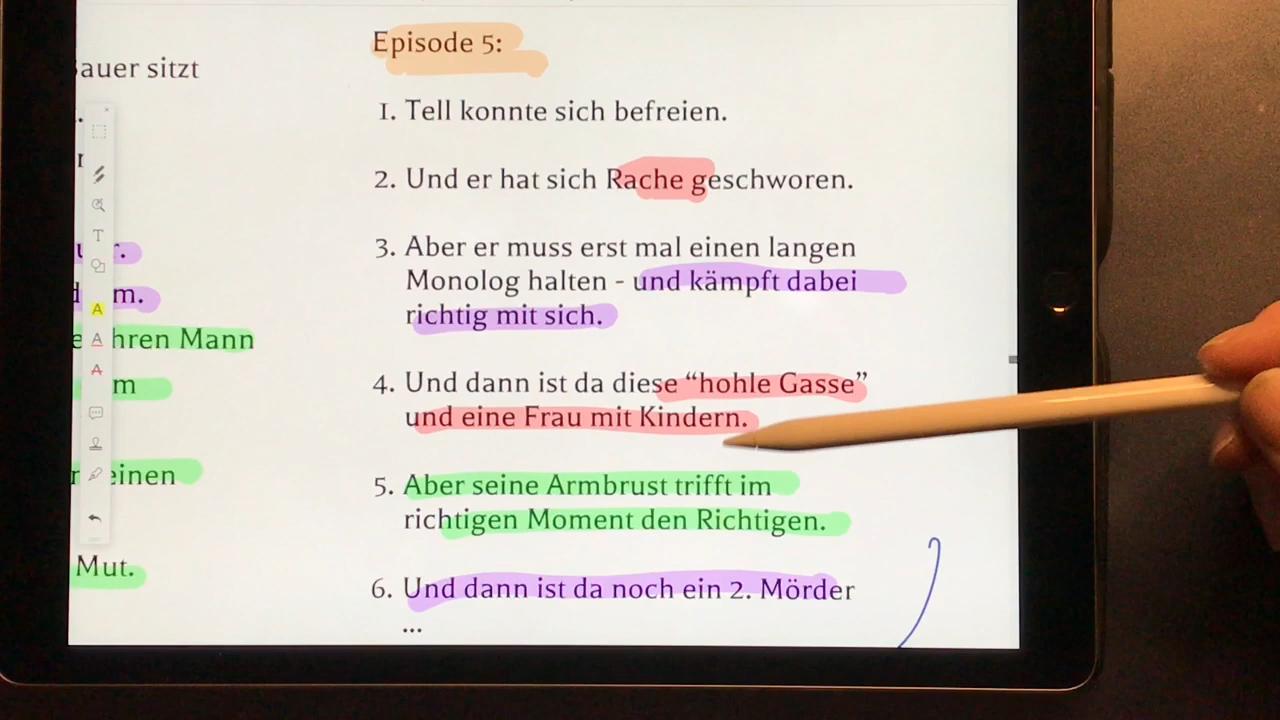 Sauer sitzt
r.
m.
hren Mann
m
einen
Mut.
Episode 5:
1. Tell konnte sich befreien.
2. Und er hat sich Rache geschworen.
3. Aber er muss erst mal einen langen
Monolog halten - und kämpft dabei
richtig mit sich.
4. Und dann ist da diese “hohle Gasse”
und eine Frau mit Kindern.
5. Aber seine Armbrust trifft im
richtigen Moment den Richtigen.
6. Und dann ist da noch ein 2. Mörder
...